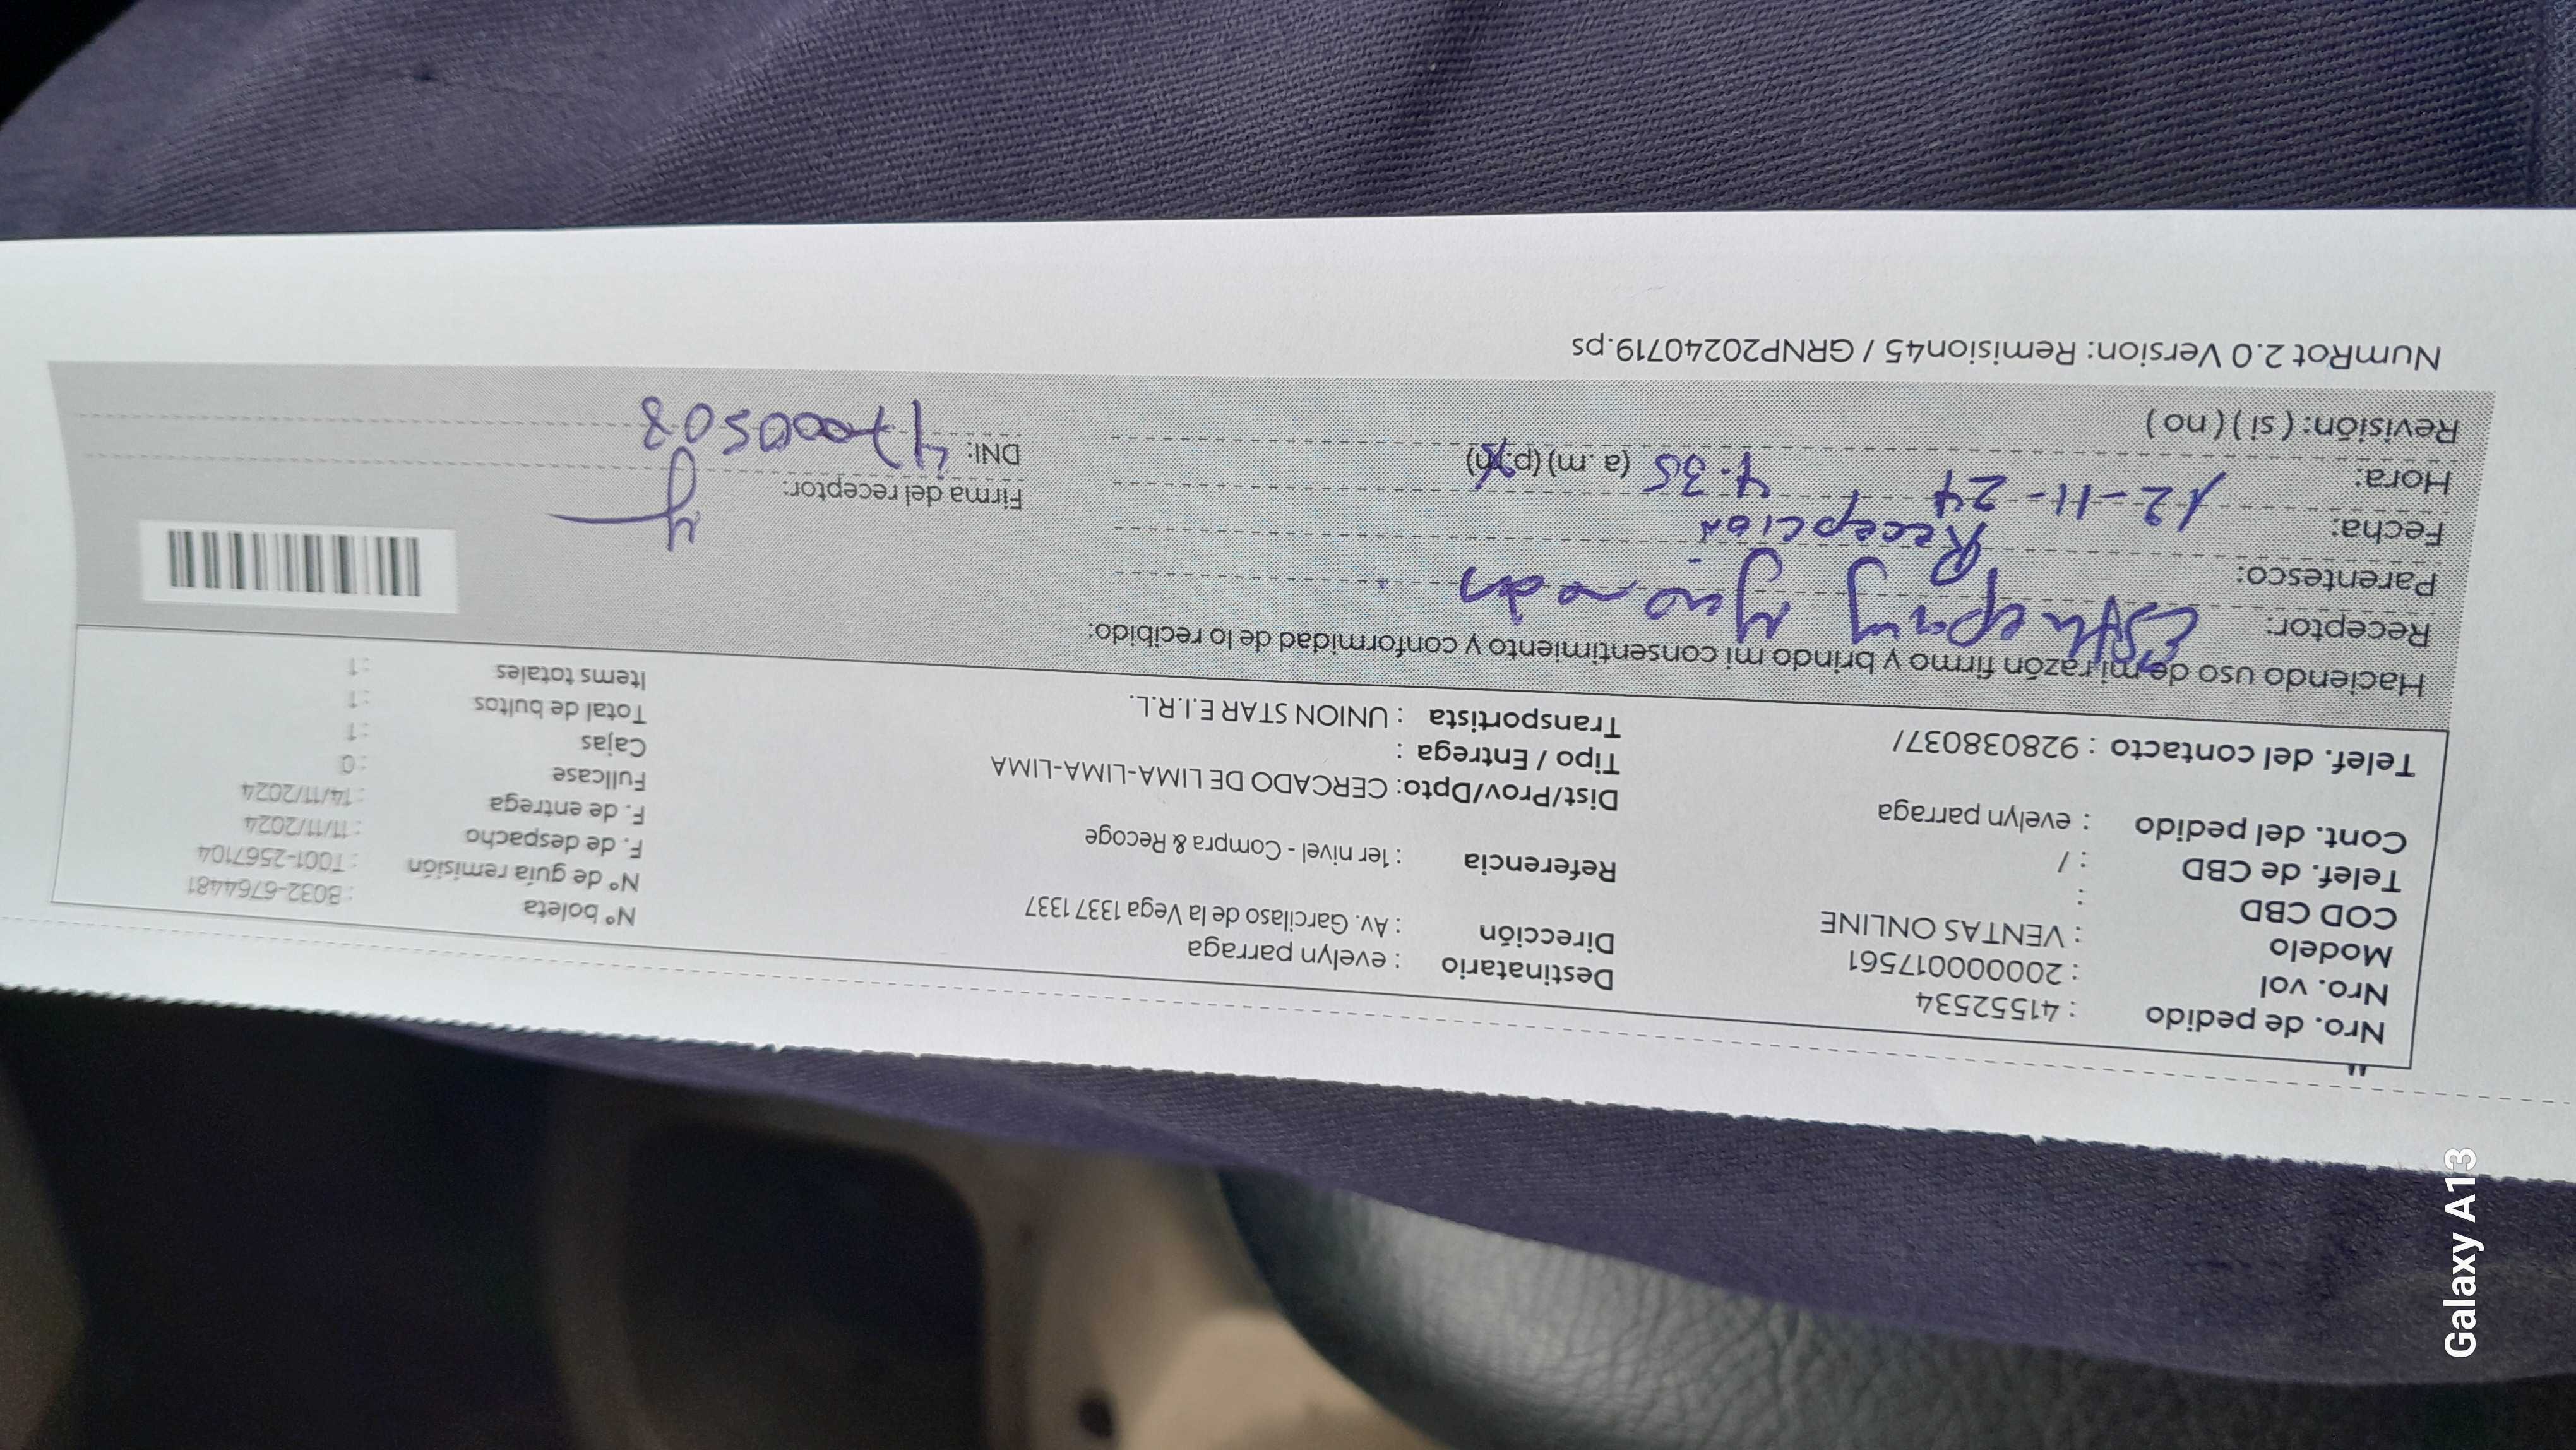 Nro. de pedido : 41552534
Nro. vol : 20000000017561
Modelo : VENTAS ONLINE
COD CBD :
Telef. de CBD : /
Cont. del pedido : evelyn parraga
Telef. del contacto : 928038037/
Destinatario : evelyn parraga
Dirección : Av. Garcilaso de la Vega 1337 1337
Referencia : 1er nivel - Compra & Recoge
Dist/Prov/Dpto: CERCADO DE LIMA-LIMA-LIMA
Tipo / Entrega :
Transportista : UNION STAR E.I.R.L.
N° boleta : B032-6764481
N° de guía remisión : T001-2567104
F. de despacho : 11/11/2024
F. de entrega : 14/11/2024
Fullcase : 0
Cajas : 1
Total de bultos : 1
Items totales : 1
Haciendo uso de mi razón firmo y brindo mi consentimiento y conformidad de lo recibido:
Receptor:
Parentesco: Recepción
Fecha: 12-11-24
Hora: 4.35 (a .m) (p.m)
Revisión: ( si ) ( no )
Firma del receptor:
DNI: 47000508
NumRot 2.0 Version: Remision45 / GRNP20240719.ps
Galaxy A13